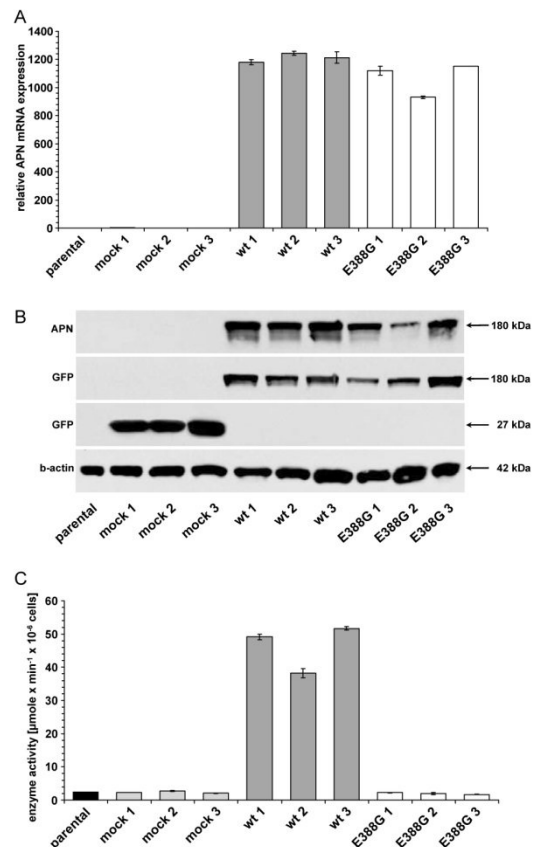 A
relative APN mRNA expression
1400
1200
1000
800
600
400
200
0
parental mock 1 mock 2 mock 3 wt 1 wt 2 wt 3 E388G 1 E388G 2 E388G 3
B
APN 180 kDa
GFP 180 kDa
GFP 27 kDa
b-actin 42 kDa
parental mock 1 mock 2 mock 3 wt 1 wt 2 wt 3 E388G 1 E388G 2 E388G 3
C
enzyme activity [µmole x min⁻¹ x 10⁻⁶ cells]
60
50
40
30
20
10
0
parental mock 1 mock 2 mock 3 wt 1 wt 2 wt 3 E388G 1 E388G 2 E388G 3